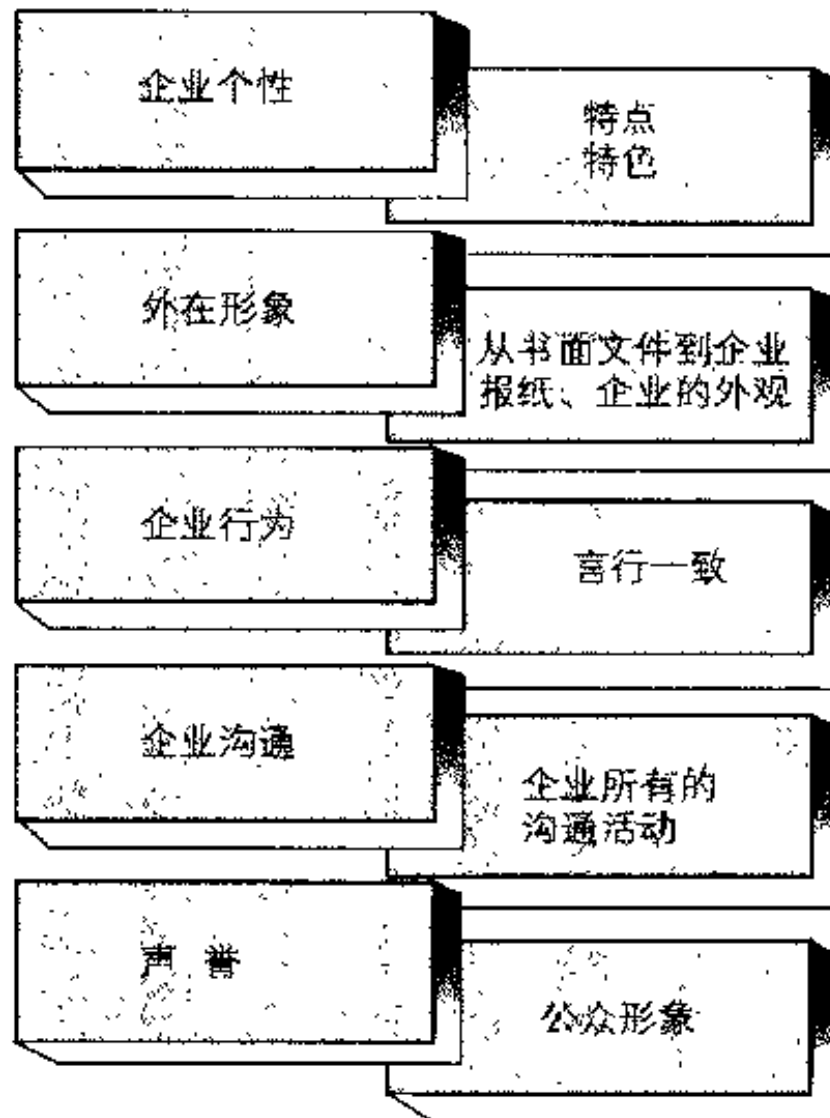 企业个性
特点
特色
外在形象
从书面文件到企业
报纸、企业的外观
企业行为
言行一致
企业沟通
企业所有的
沟通活动
声誉
公众形象